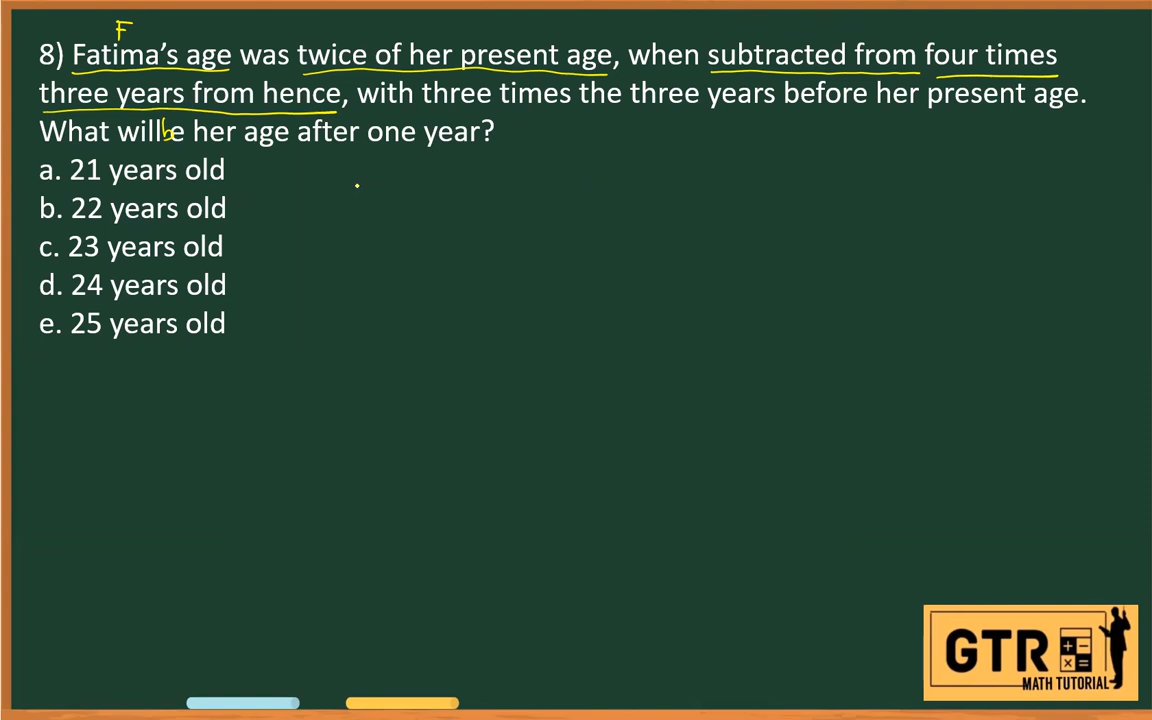 F
8) Fatima's age was twice of her present age, when subtracted from four times
three years from hence, with three times the three years before her present age.
What will be her age after one year?
a. 21 years old
b. 22 years old
c. 23 years old
d. 24 years old
e. 25 years old
GTR
MATH TUTORIAL